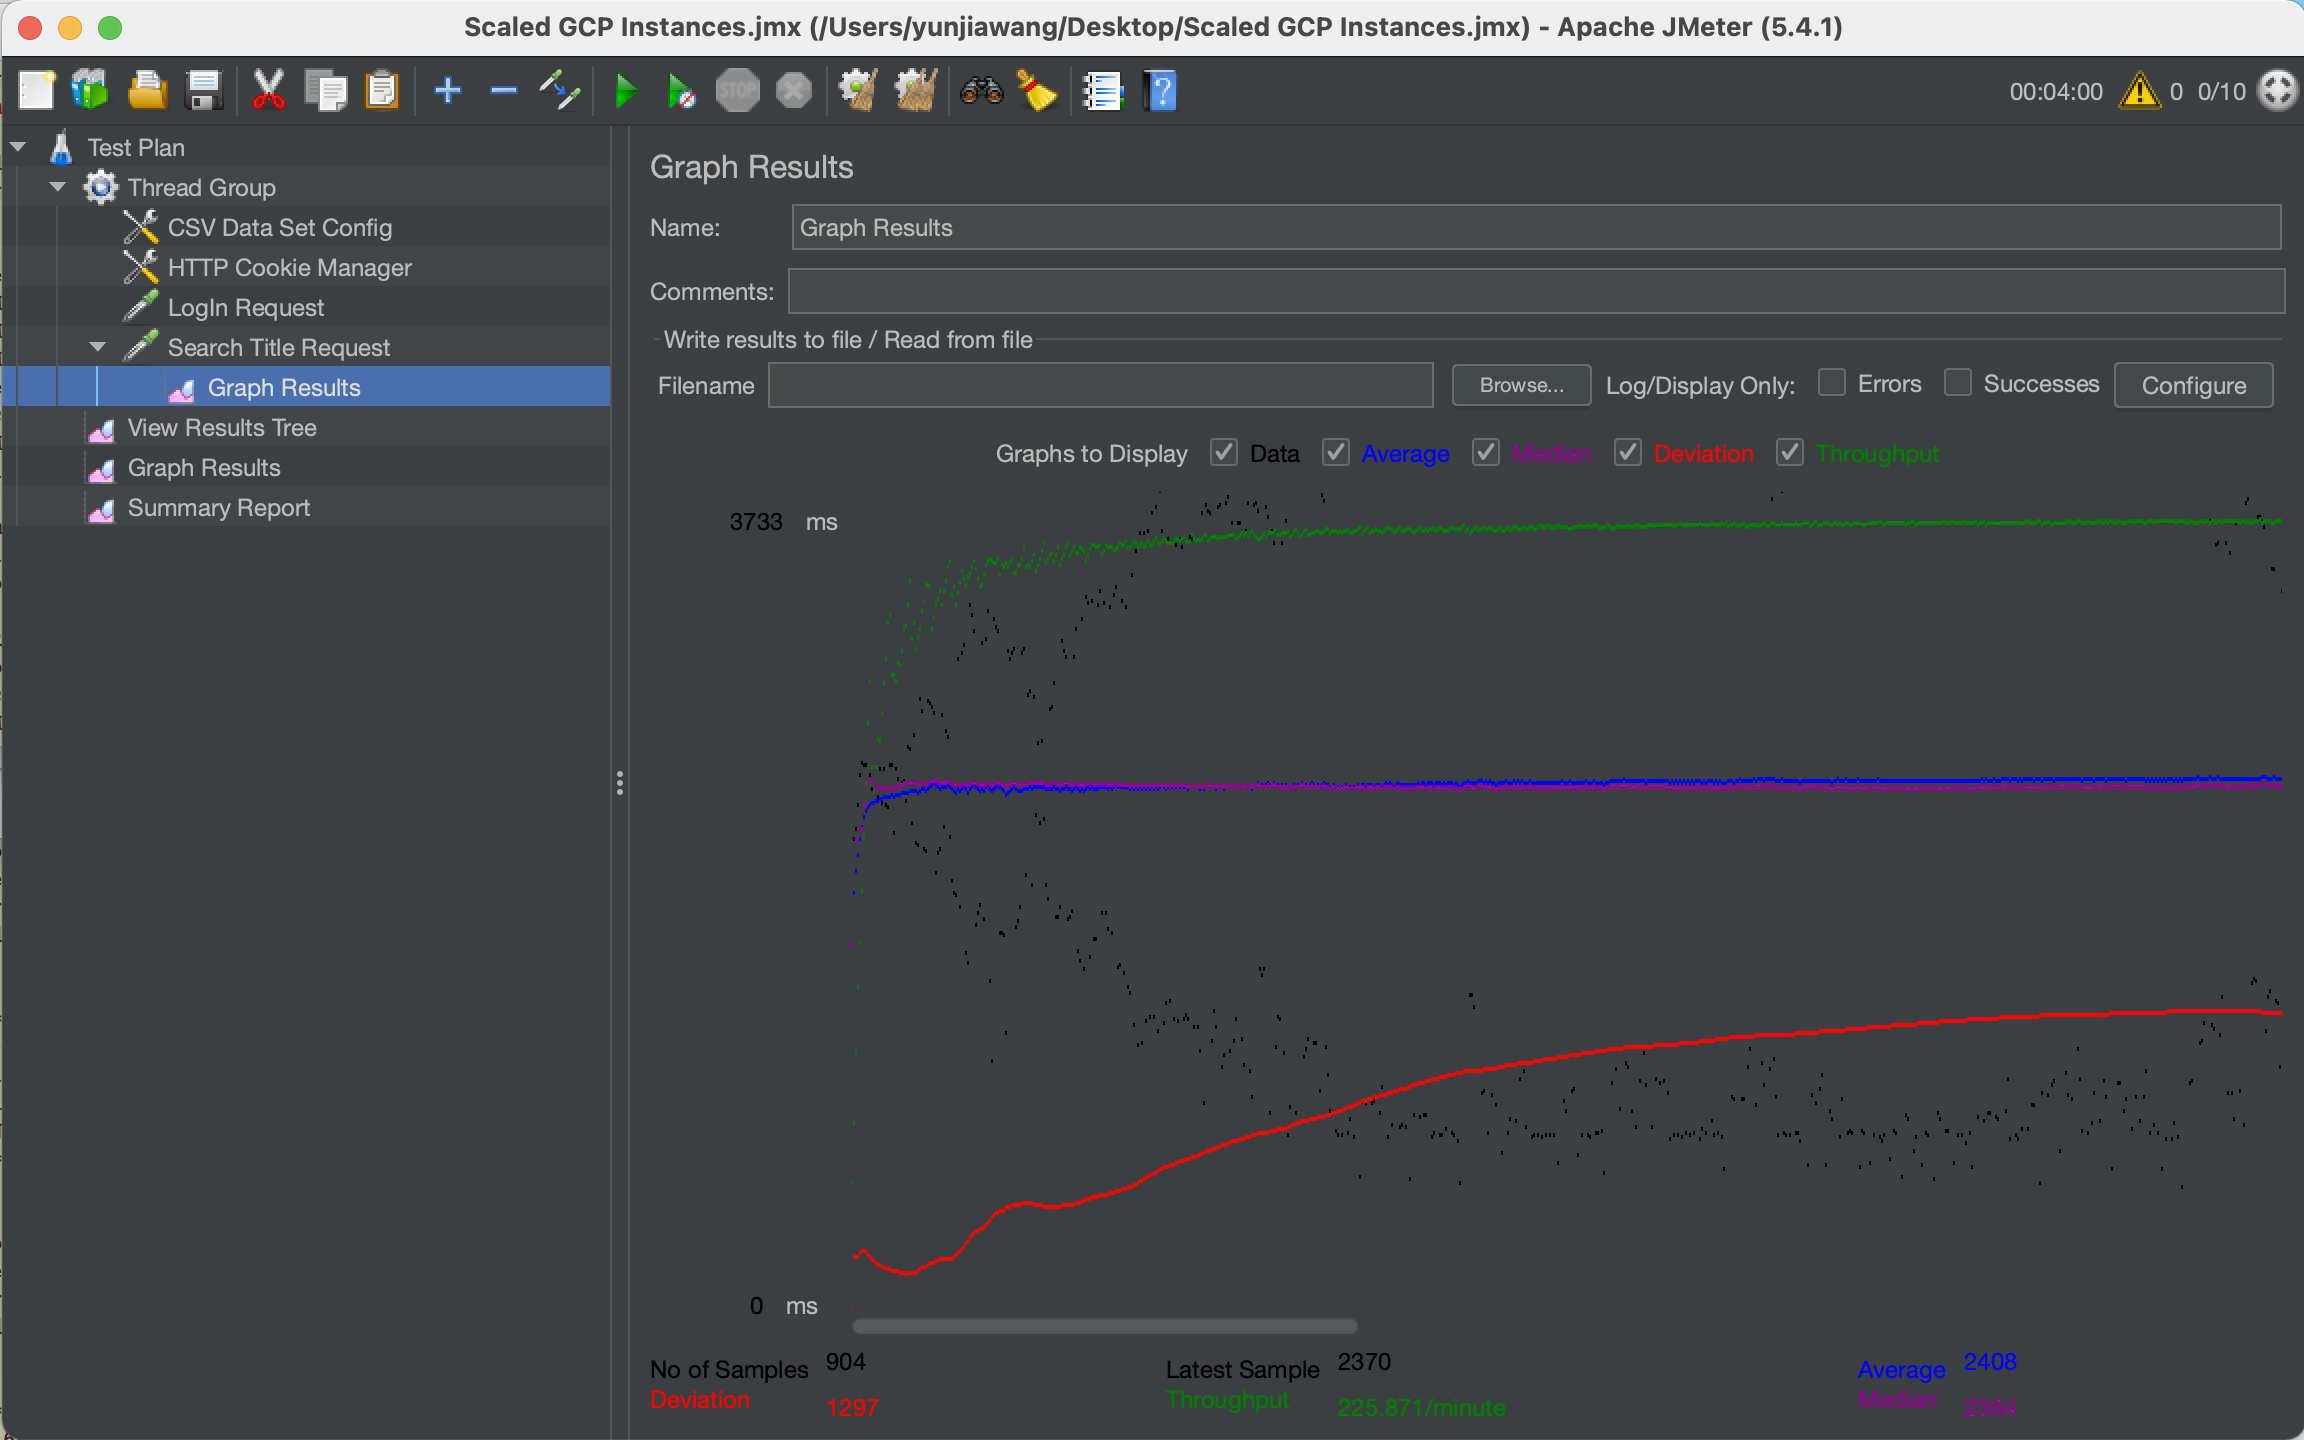 Scaled GCP Instances.jmx (/Users/yunjiawang/Desktop/Scaled GCP Instances.jmx) - Apache JMeter (5.4.1)
STOP
?
00:04:00 ! 0 0/10
Test Plan
Thread Group
CSV Data Set Config
HTTP Cookie Manager
LogIn Request
Search Title Request
Graph Results
View Results Tree
Graph Results
Summary Report
Graph Results
Name: Graph Results
Comments:
Write results to file / Read from file
Filename Browse... Log/Display Only: Errors Successes Configure
Graphs to Display Data Average Median Deviation Throughput
3733 ms
0 ms
No of Samples 904 Latest Sample 2370 Average 2408
Deviation 1297 Throughput 225.871/minute Median 2364